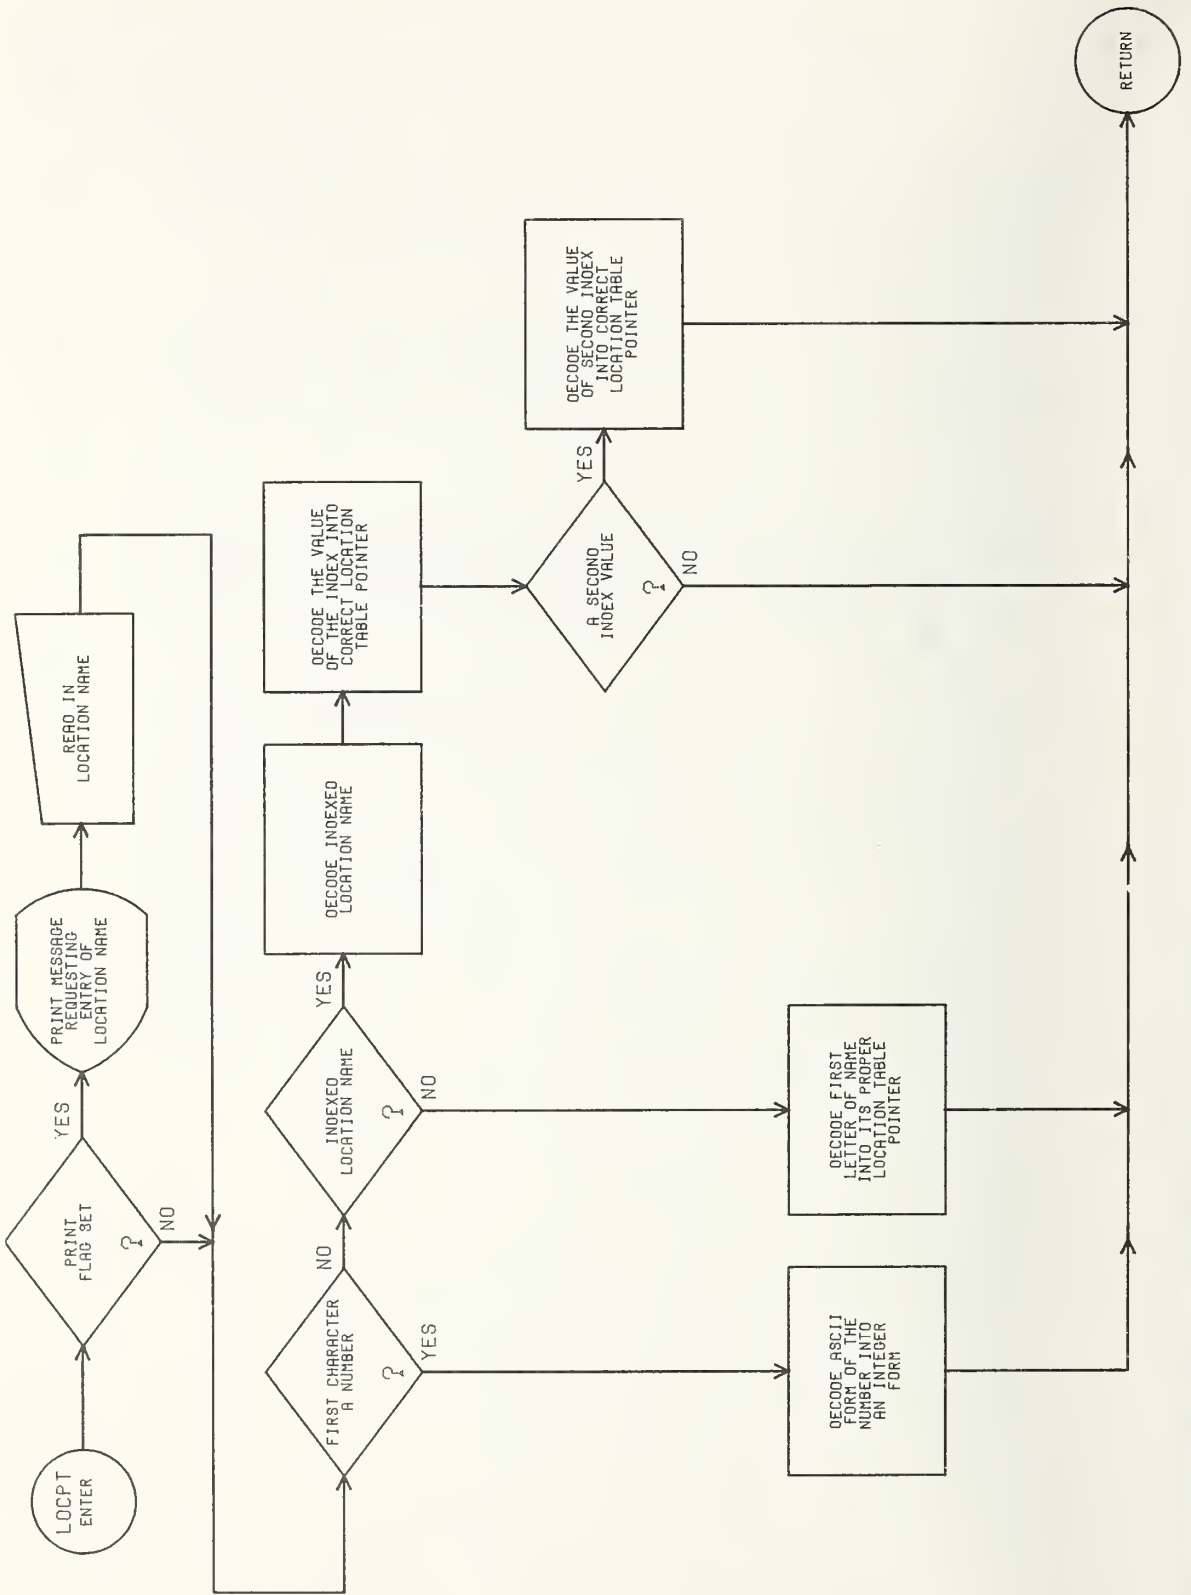 LOCPT
ENTER
PRINT
FLAG SET
?
YES
NO
PRINT MESSAGE
REQUESTING
ENTRY OF
LOCATION NAME
READ IN
LOCATION NAME
FIRST CHARACTER
A NUMBER
?
NO
YES
INDEXED
LOCATION NAME
?
YES
NO
DECODE INDEXED
LOCATION NAME
DECODE THE VALUE
OF THE INDEX INTO
CORRECT LOCATION
TABLE POINTER
A SECOND
INDEX VALUE
?
YES
NO
DECODE THE VALUE
OF SECOND INDEX
INTO CORRECT
LOCATION TABLE
POINTER
DECODE ASCII
FORM OF THE
NUMBER INTO
AN INTEGER
FORM
DECODE FIRST
LETTER OF NAME
INTO ITS PROPER
LOCATION TABLE
POINTER
RETURN